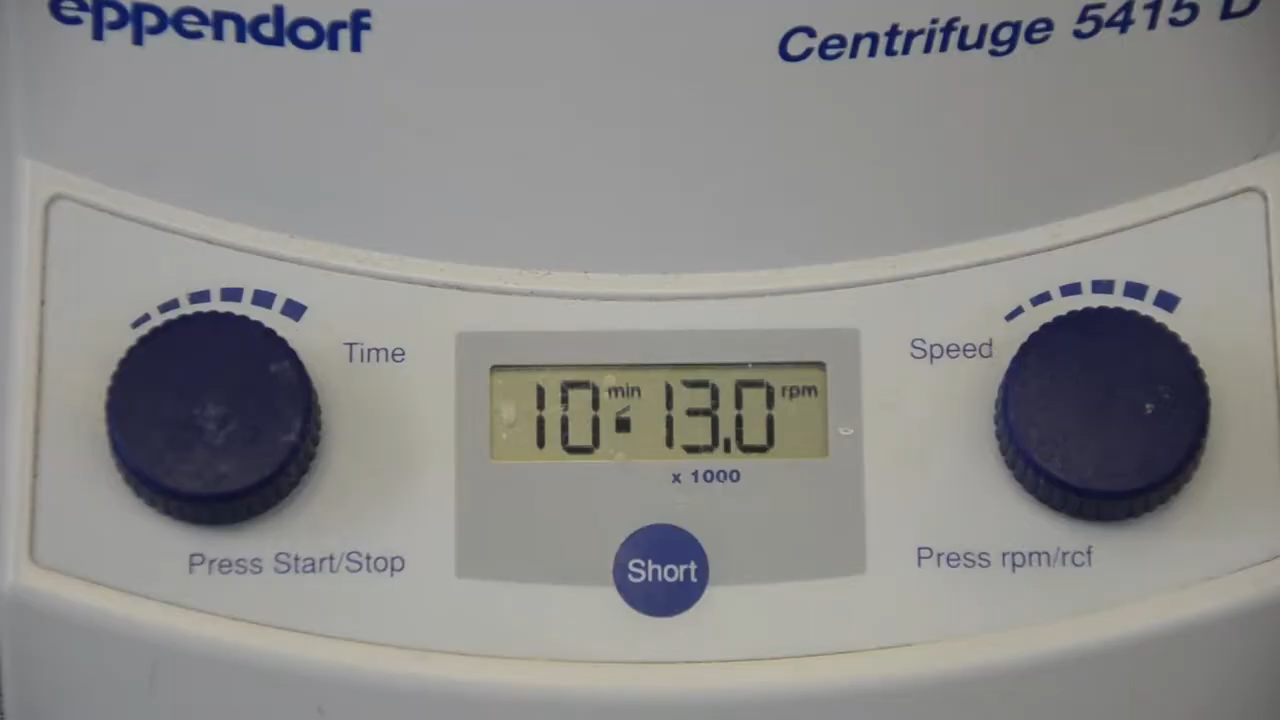 eppendorf
Centrifuge 5415 D
Time
Speed
10 min 13.0 rpm
x 1000
Press Start/Stop
Short
Press rpm/rcf